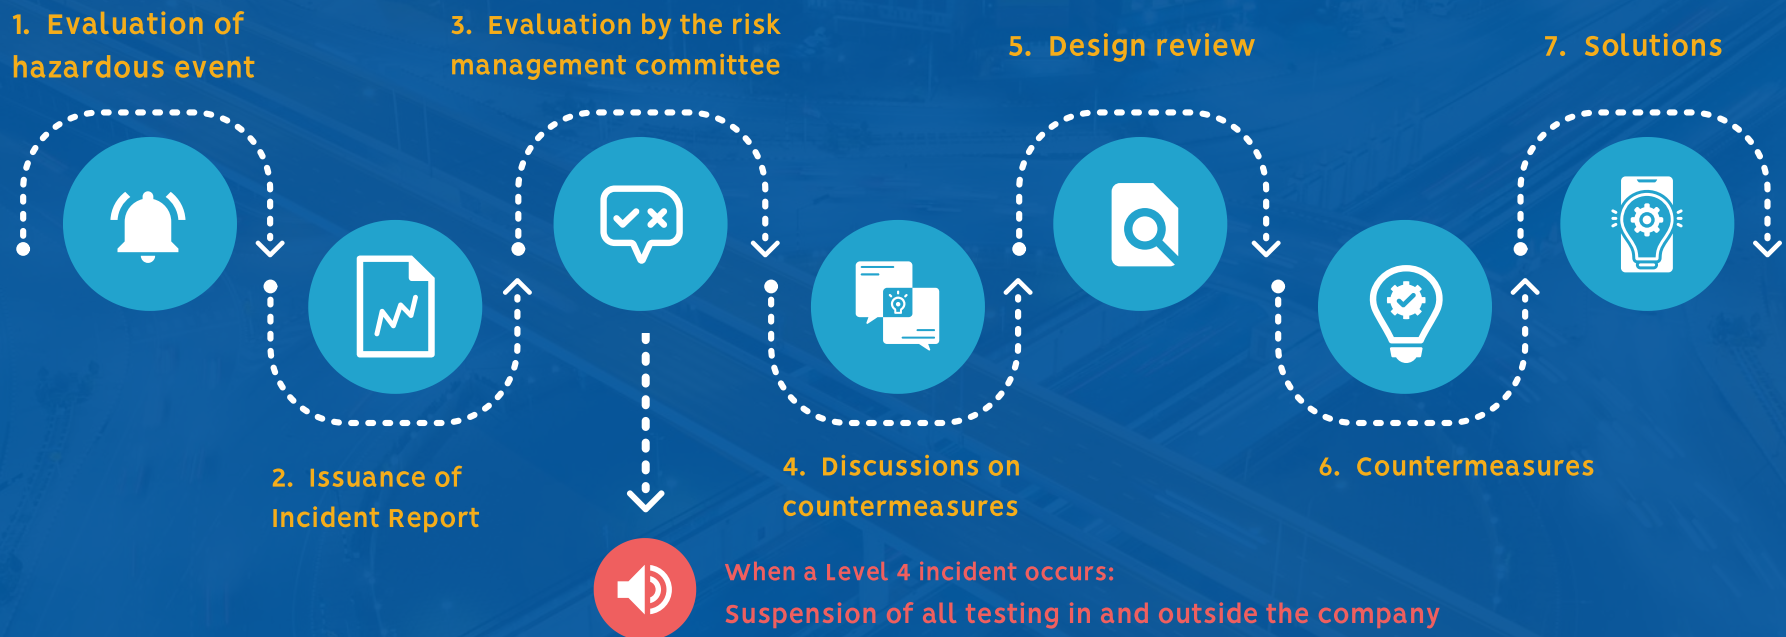 1. Evaluation of
hazardous event
2. Issuance of
Incident Report
3. Evaluation by the risk
management committee
When a Level 4 incident occurs:
Suspension of all testing in and outside the company
4. Discussions on
countermeasures
5. Design review
6. Countermeasures
7. Solutions